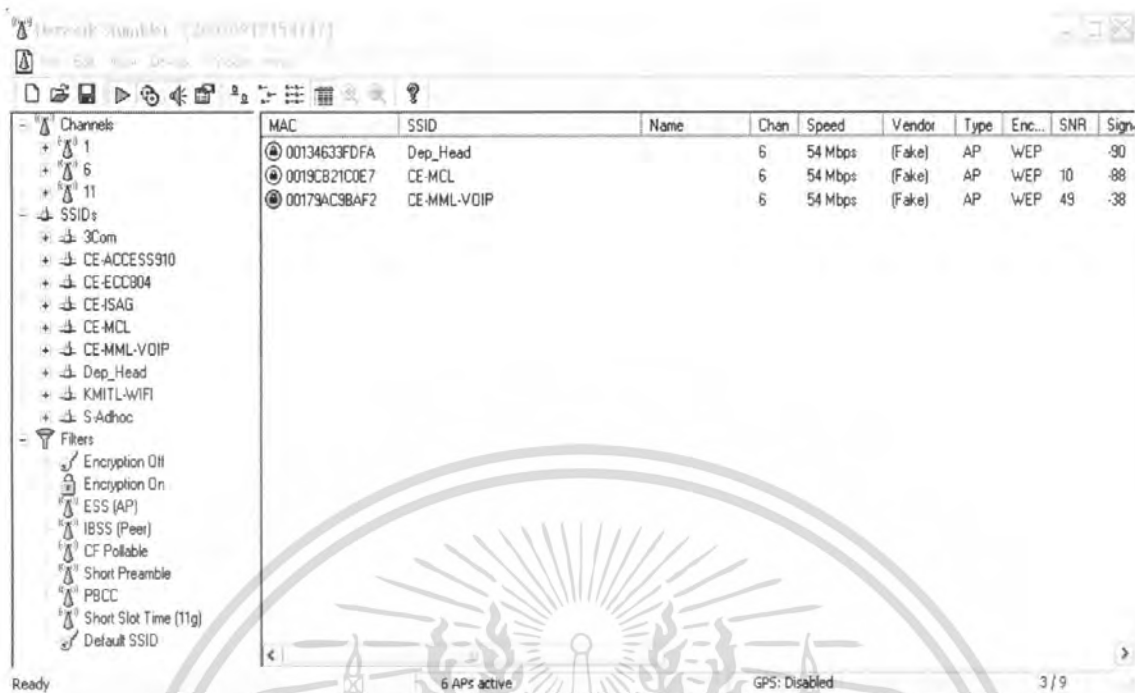 Channels
1
6
11
SSIDs
3Com
CE-ACCESS910
CE-ECC804
CE-ISAG
CE-MCL
CE-MML-VOIP
Dep_Head
KMITL-WIFI
S-Adhoc
Filters
Encryption Off
Encryption On
ESS (AP)
IBSS (Peer)
CF Pollable
Short Preamble
PBCC
Short Slot Time (11g)
Default SSID
MAC SSID Name Chan Speed Vendor Type Enc... SNR Sign
00134633FDFA Dep_Head 6 54 Mbps (Fake) AP WEP -90
0019CB21C0E7 CE-MCL 6 54 Mbps (Fake) AP WEP 10 -88
00179AC9BAF2 CE-MML-VOIP 6 54 Mbps (Fake) AP WEP 49 -38
Ready 6 APs active GPS: Disabled 3 / 9